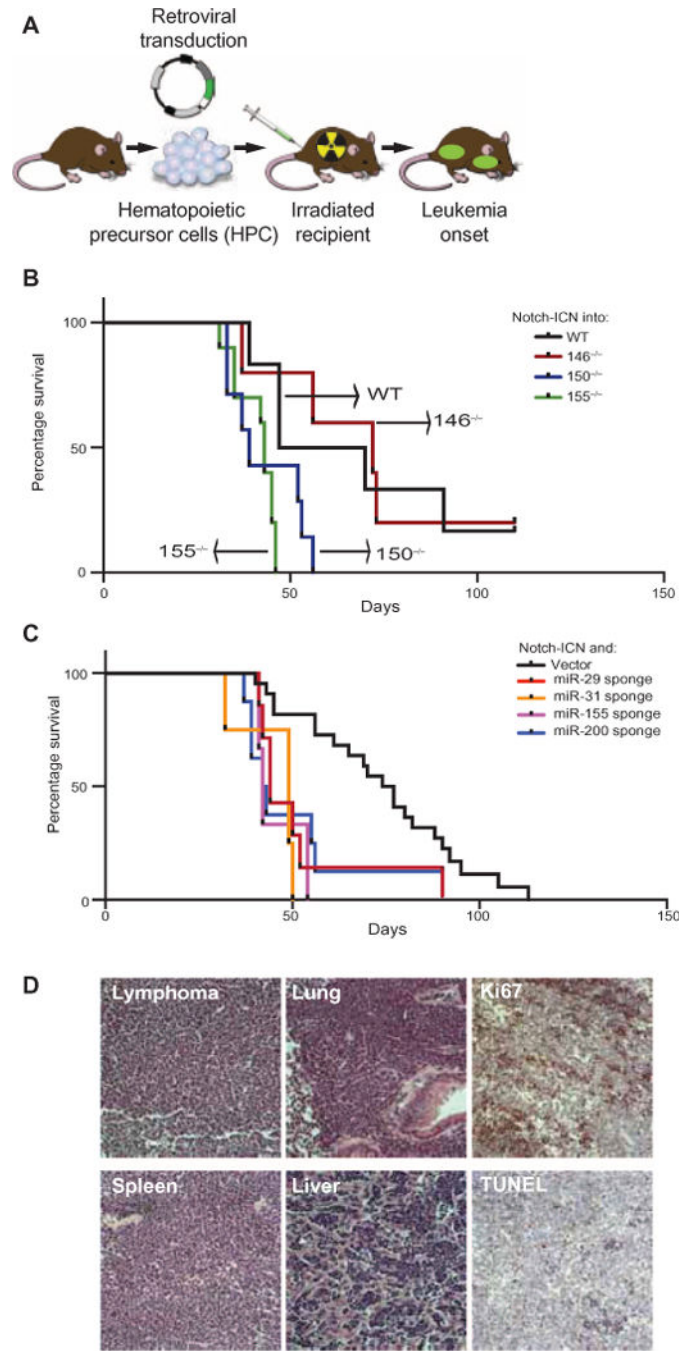 A
Retroviral
transduction
Hematopoietic
precursor cells (HPC)
Irradiated
recipient
Leukemia
onset
B
Notch-ICN into:
WT
146-/-
150-/-
155-/-
Percentage survival
100
50
0
WT
146-/-
155-/-
150-/-
0
50
100
150
Days
C
Notch-ICN and:
Vector
miR-29 sponge
miR-31 sponge
miR-155 sponge
miR-200 sponge
Percentage survival
100
50
0
0
50
100
150
Days
D
Lymphoma
Lung
Ki67
Spleen
Liver
TUNEL